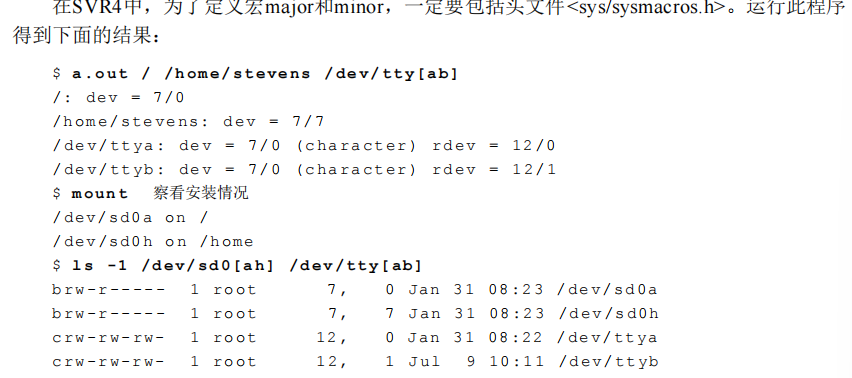 在SVR4中，为了定义宏major和minor，一定要包括头文件<sys/sysmacros.h>。运行此程序
得到下面的结果：
$ a.out / /home/stevens /dev/tty[ab]
/: dev = 7/0
/home/stevens: dev = 7/7
/dev/ttya: dev = 7/0 (character) rdev = 12/0
/dev/ttyb: dev = 7/0 (character) rdev = 12/1
$ mount 察看安装情况
/dev/sd0a on /
/dev/sd0h on /home
$ ls -1 /dev/sd0[ah] /dev/tty[ab]
brw-r----- 1 root 7, 0 Jan 31 08:23 /dev/sd0a
brw-r----- 1 root 7, 7 Jan 31 08:23 /dev/sd0h
crw-rw-rw- 1 root 12, 0 Jan 31 08:22 /dev/ttya
crw-rw-rw- 1 root 12, 1 Jul 9 10:11 /dev/ttyb